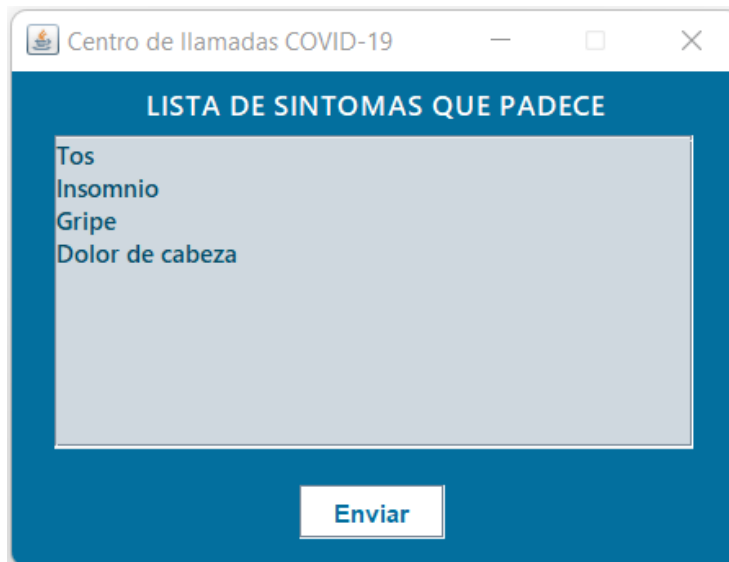 Centro de llamadas COVID-19
LISTA DE SINTOMAS QUE PADECE
Tos
Insomnio
Gripe
Dolor de cabeza
Enviar